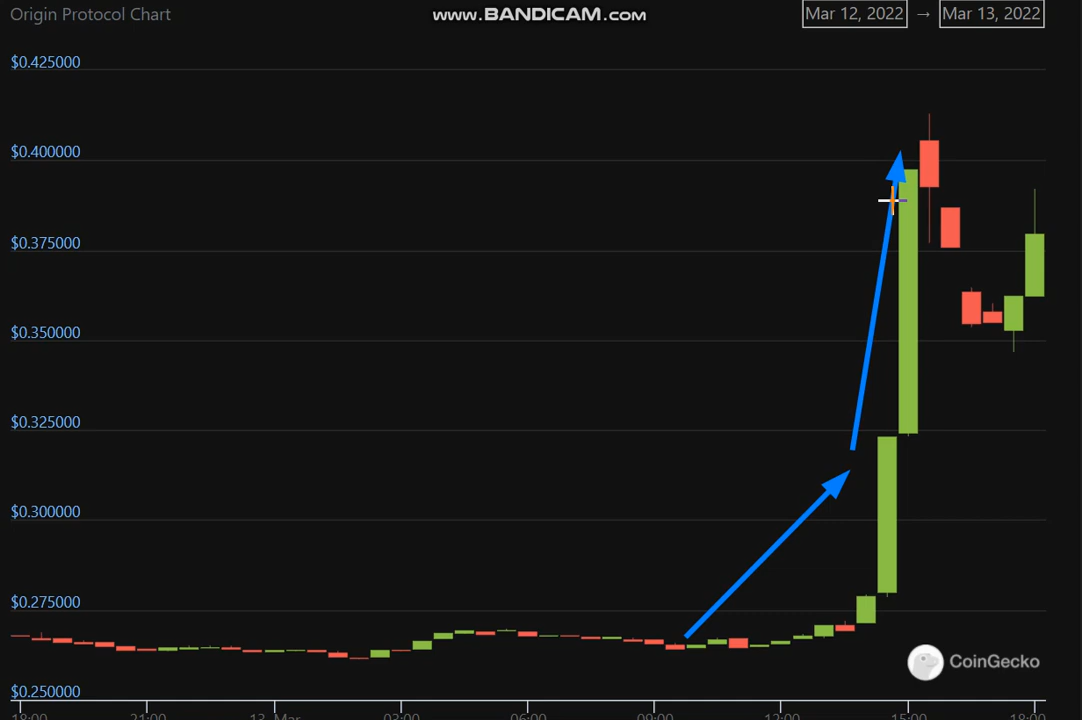 Origin Protocol Chart
www.BANDICAM.com
Mar 12, 2022 → Mar 13, 2022
$0.425000
$0.400000
$0.375000
$0.350000
$0.325000
$0.300000
$0.275000
CoinGecko
$0.250000
18:00 21:00 13. Mar 03:00 06:00 09:00 12:00 15:00 18:00